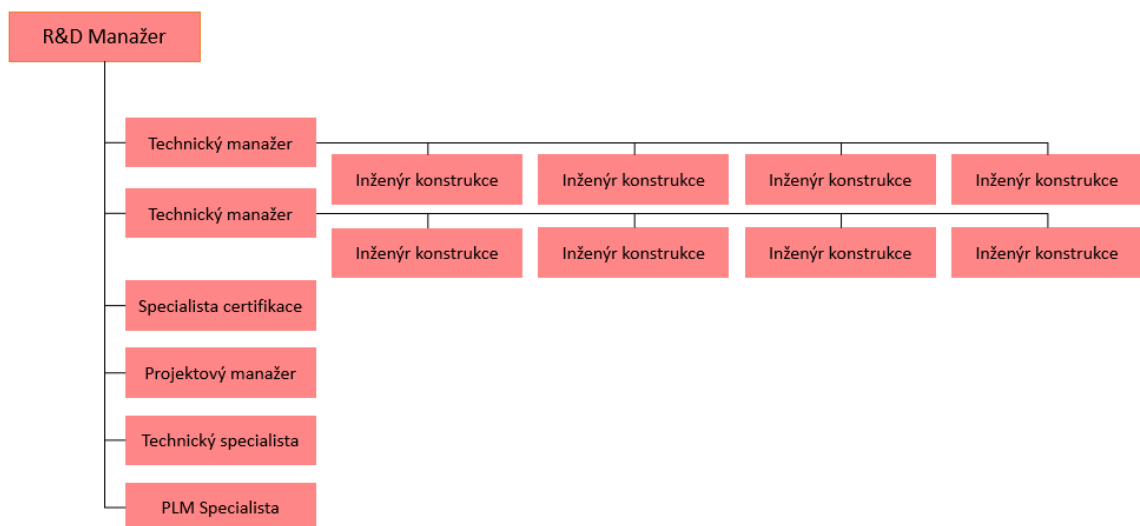 R&D Manažer
Technický manažer
Inženýr konstrukce
Inženýr konstrukce
Inženýr konstrukce
Inženýr konstrukce
Technický manažer
Inženýr konstrukce
Inženýr konstrukce
Inženýr konstrukce
Inženýr konstrukce
Specialista certifikace
Projektový manažer
Technický specialista
PLM Specialista